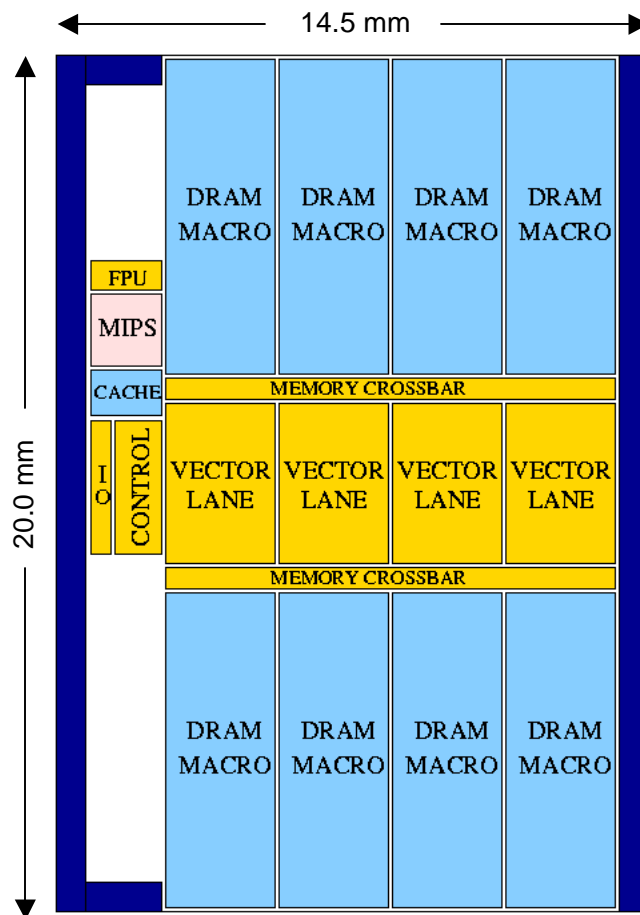 14.5 mm
20.0 mm
DRAM
MACRO
DRAM
MACRO
DRAM
MACRO
DRAM
MACRO
FPU
MIPS
CACHE
MEMORY CROSSBAR
IO
CONTROL
VECTOR
LANE
VECTOR
LANE
VECTOR
LANE
VECTOR
LANE
MEMORY CROSSBAR
DRAM
MACRO
DRAM
MACRO
DRAM
MACRO
DRAM
MACRO